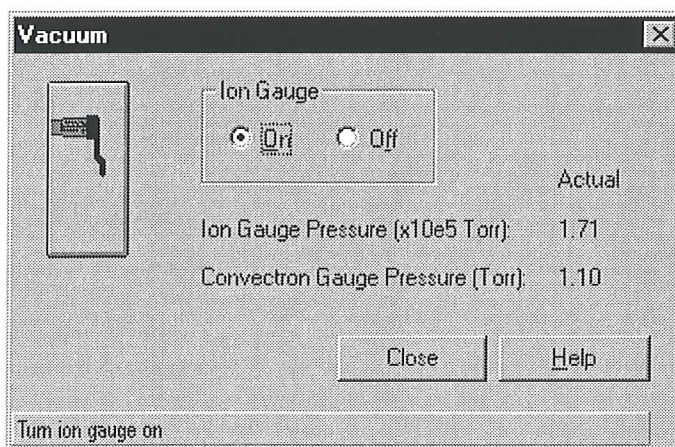 Vacuum
Ion Gauge
On Off
Actual
Ion Gauge Pressure (x10e5 Torr): 1.71
Convectron Gauge Pressure (Torr): 1.10
Close Help
Turn ion gauge on